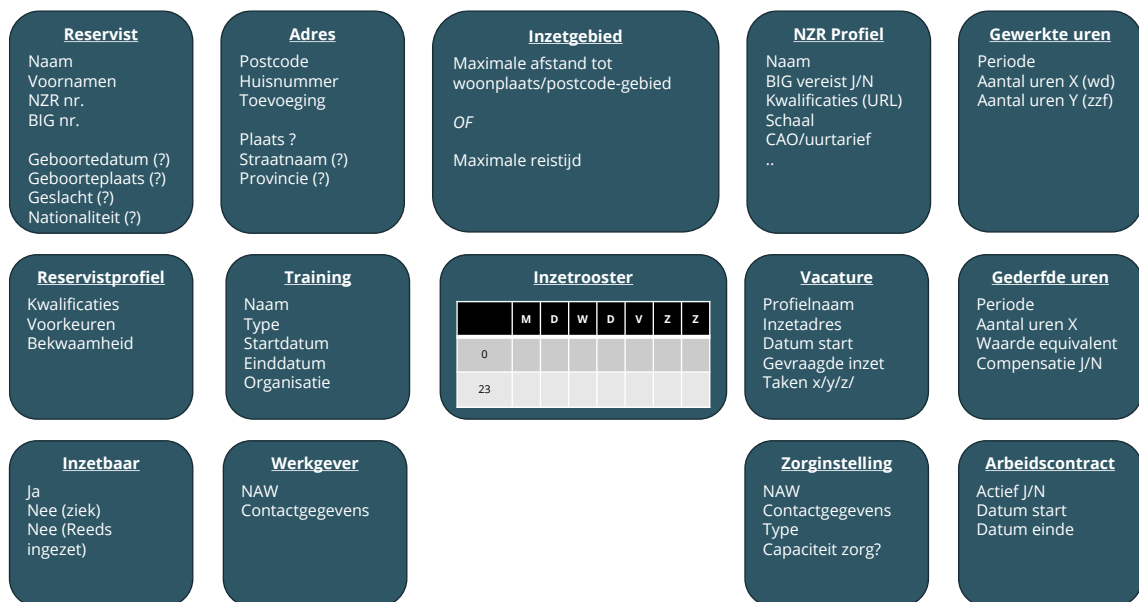 Reservist
Naam
Voornamen
NZR nr.
BIG nr.
Geboortedatum (?)
Geboorteplaats (?)
Geslacht (?)
Nationaliteit (?)
Adres
Postcode
Huisnummer
Toevoeging
Plaats ?
Straatnaam (?)
Provincie (?)
Inzetgebied
Maximale afstand tot
woonplaats/postcode-gebied
OF
Maximale reistijd
NZR Profiel
Naam
BIG vereist J/N
Kwalificaties (URL)
Schaal
CAO/uurtarief
..
Gewerkte uren
Periode
Aantal uren X (wd)
Aantal uren Y (zzf)
Reservistprofiel
Kwalificaties
Voorkeuren
Bekwaamheid
Training
Naam
Type
Startdatum
Einddatum
Organisatie
Inzetrooster
M D W D V Z Z
0
23
Vacature
Profielnaam
Inzetadres
Datum start
Gevraagde inzet
Taken x/y/z/
Gederfde uren
Periode
Aantal uren X
Waarde equivalent
Compensatie J/N
Inzetbaar
Ja
Nee (ziek)
Nee (Reeds
ingezet)
Werkgever
NAW
Contactgegevens
Zorginstelling
NAW
Contactgegevens
Type
Capaciteit zorg?
Arbeidscontract
Actief J/N
Datum start
Datum einde